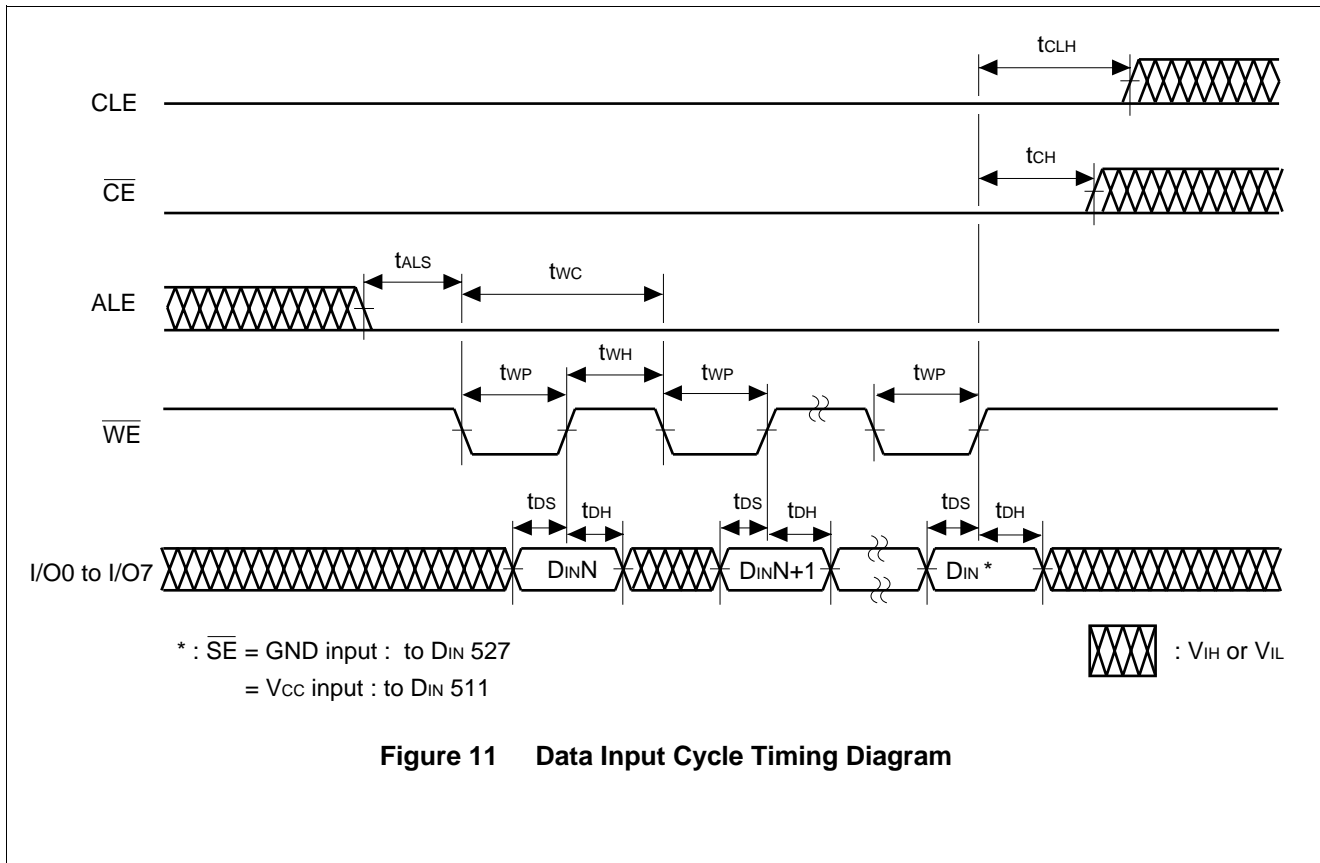 tCLH
CLE
tCH
CE
tALS
tWC
ALE
tWP
tWH
tWP
tWP
WE
tDS
tDH
tDS
tDH
tDS
tDH
I/O0 to I/O7
DINN
DINN+1
DIN *
* : SE = GND input : to DIN 527
= VCC input : to DIN 511
: VIH or VIL
Figure 11 Data Input Cycle Timing Diagram